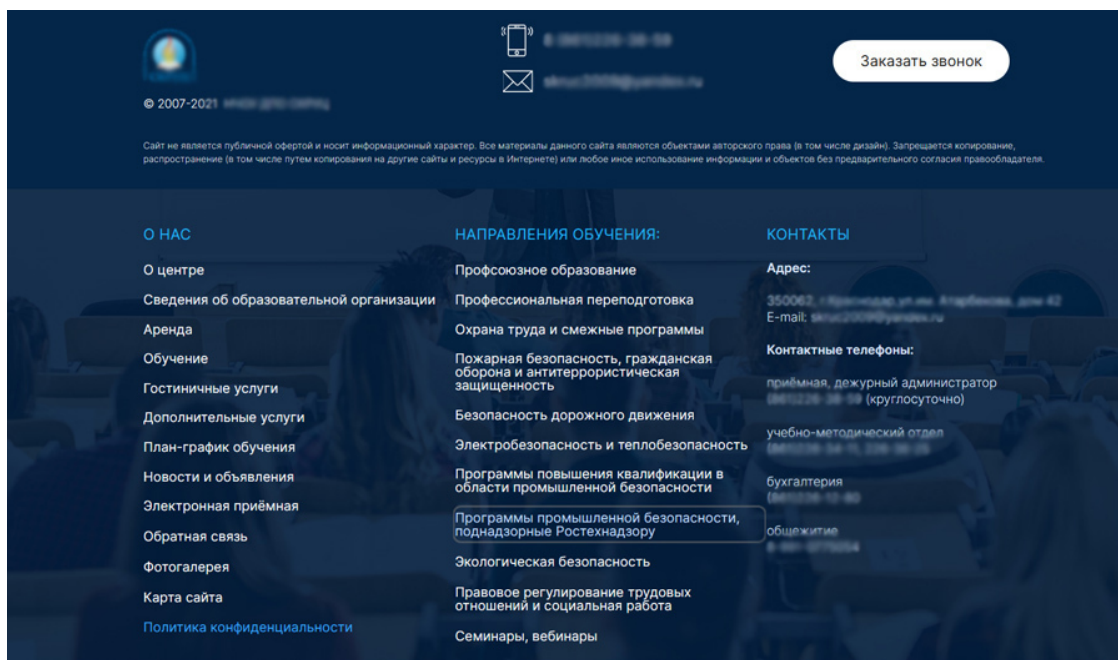 Заказать звонок
© 2007-2021
Сайт не является публичной офертой и носит информационный характер. Все материалы данного сайта являются объектами авторского права (в том числе дизайн). Запрещается копирование,
распространение (в том числе путем копирования на другие сайты и ресурсы в Интернете) или любое иное использование информации и объектов без предварительного согласия правообладателя.
О НАС
О центре
Сведения об образовательной организации
Аренда
Обучение
Гостиничные услуги
Дополнительные услуги
План-график обучения
Новости и объявления
Электронная приёмная
Обратная связь
Фотогалерея
Карта сайта
Политика конфиденциальности
НАПРАВЛЕНИЯ ОБУЧЕНИЯ:
Профсоюзное образование
Профессиональная переподготовка
Охрана труда и смежные программы
Пожарная безопасность, гражданская
оборона и антитеррористическая
защищенность
Безопасность дорожного движения
Электробезопасность и теплобезопасность
Программы повышения квалификации в
области промышленной безопасности
Программы промышленной безопасности,
поднадзорные Ростехнадзору
Экологическая безопасность
Правовое регулирование трудовых
отношений и социальная работа
Семинары, вебинары
КОНТАКТЫ
Адрес:
E-mail:
Контактные телефоны:
приёмная, дежурный администратор
(круглосуточно)
учебно-методический отдел
бухгалтерия
общежитие